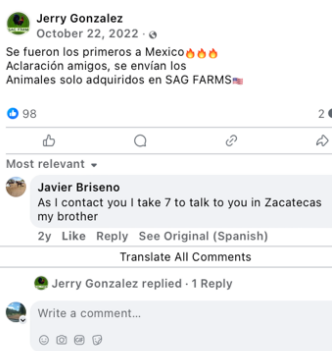 Jerry Gonzalez
October 22, 2022 ·
Se fueron los primeros a Mexico🔥🔥🔥
Aclaración amigos, se envían los
Animales solo adquiridos en SAG FARMS🇺🇸
98
2
Most relevant
Javier Briseno
As I contact you I take 7 to talk to you in Zacatecas
my brother
2y Like Reply See Original (Spanish)
Translate All Comments
Jerry Gonzalez replied · 1 Reply
Write a comment...